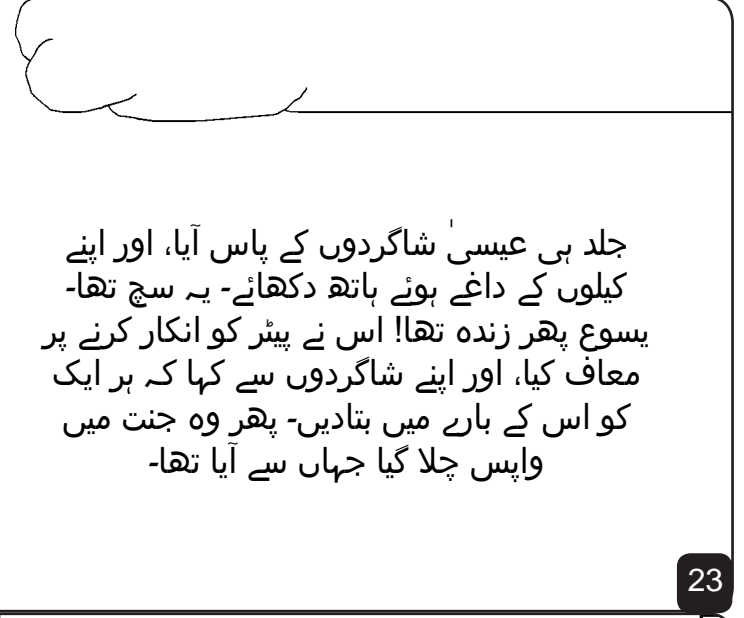 جلد ہی عیسیٰ شاگردوں کے پاس آیا، اور اپنے
کیلوں کے داغے ہوئے ہاتھ دکھائے۔ یہ سچ تھا۔
یسوع پھر زندہ تھا! اس نے پیٹر کو انکار کرنے پر
معاف کیا، اور اپنے شاگردوں سے کہا کہ ہر ایک
کو اس کے بارے میں بتادیں۔ پھر وہ جنت میں
واپس چلا گیا جہاں سے آیا تھا۔
23